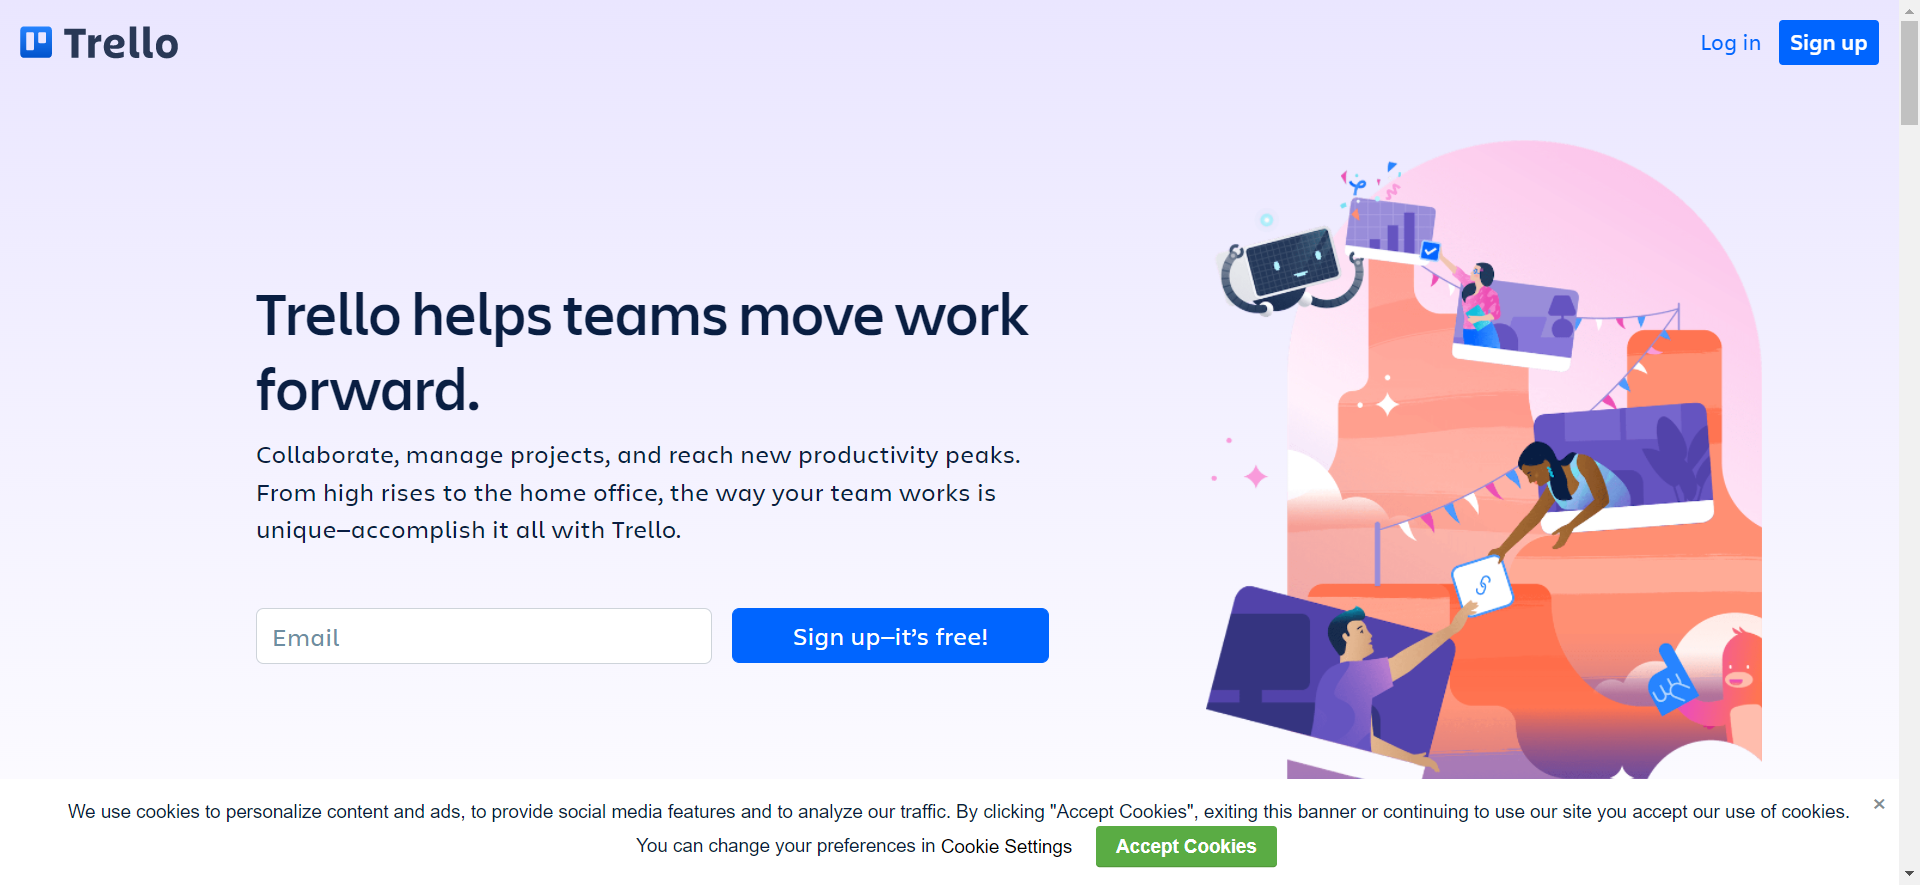 Trello
Log in
Sign up
Trello helps teams move work
forward.
Collaborate, manage projects, and reach new productivity peaks.
From high rises to the home office, the way your team works is
unique—accomplish it all with Trello.
Email
Sign up—it’s free!
We use cookies to personalize content and ads, to provide social media features and to analyze our traffic. By clicking "Accept Cookies", exiting this banner or continuing to use our site you accept our use of cookies.
You can change your preferences in Cookie Settings
Accept Cookies